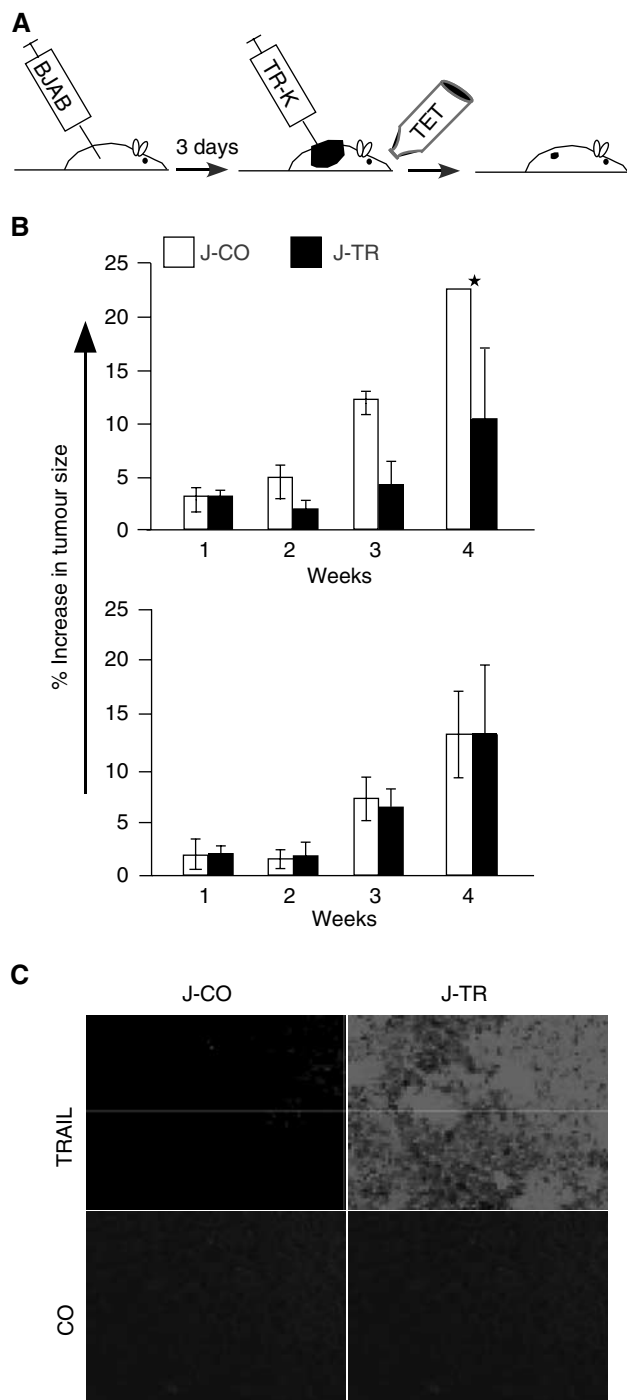 A
BJAB
3 days
TR-K
TET
B
J-CO
J-TR
% Increase in tumour size
25
20
15
10
5
0
★
1 2 3 4
Weeks
25
20
15
10
5
0
1 2 3 4
Weeks
C
J-CO
J-TR
TRAIL
CO